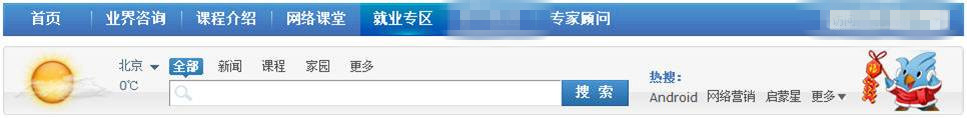 首页 业界咨询 课程介绍 网络课堂 就业专区 专家顾问
北京 全部 新闻 课程 家园 更多
0℃ 搜 索
热搜：
Android 网络营销 启蒙星 更多